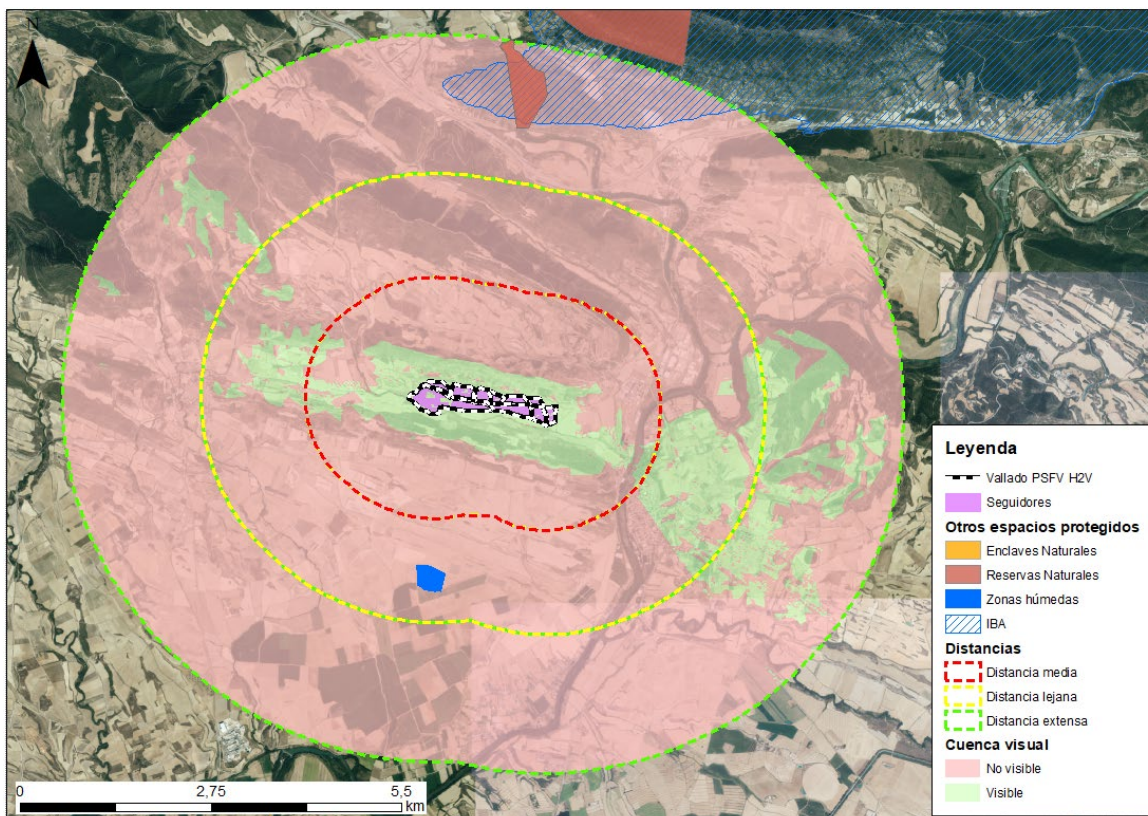 N
Leyenda
Vallado PSFV H2V
Seguidores
Otros espacios protegidos
Enclaves Naturales
Reservas Naturales
Zonas húmedas
IBA
Distancias
Distancia media
Distancia lejana
Distancia extensa
Cuenca visual
No visible
Visible
0 2,75 5,5
km